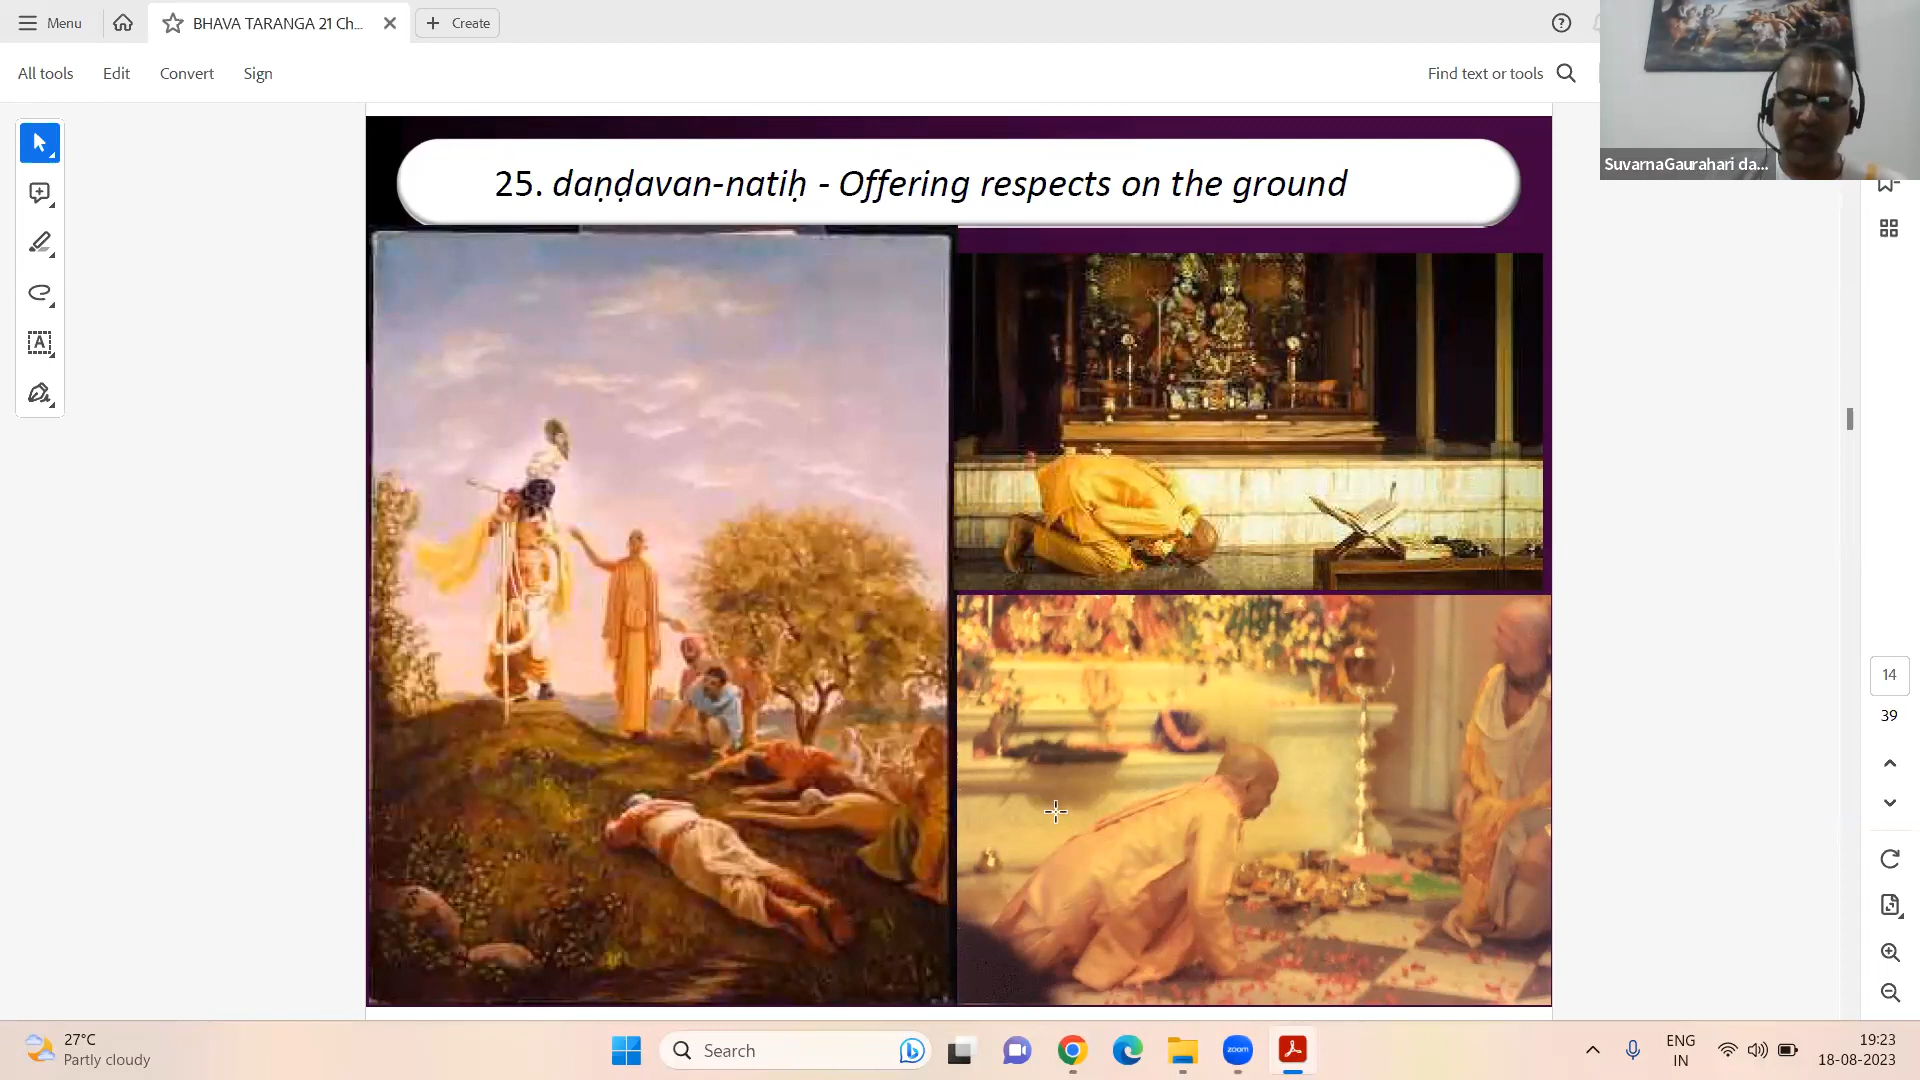 Menu
BHAVA TARANGA 21 Ch...
Create
All tools
Edit
Convert
Sign
Find text or tools
SuvarnaGaurahari da...
25. daṇḍavan-natiḥ - Offering respects on the ground
14
39
27°C
Partly cloudy
Search
zoom
ENG
IN
19:23
18-08-2023